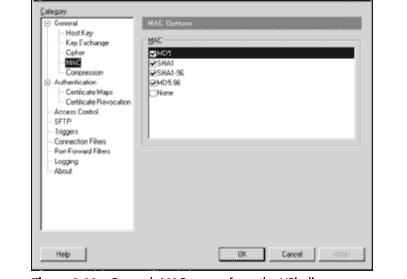 Category:
General
Host Key
Key Exchange
Cipher
MAC
Compression
Authentication
Certificate Maps
Certificate Revocation
Access Control
SFTP
Triggers
Connection Filters
Port-Forward Filters
Logging
About
MAC Options
MAC
MD5
SHA1
SHA1-96
MD5-96
None
Help
OK
Cancel
Apply